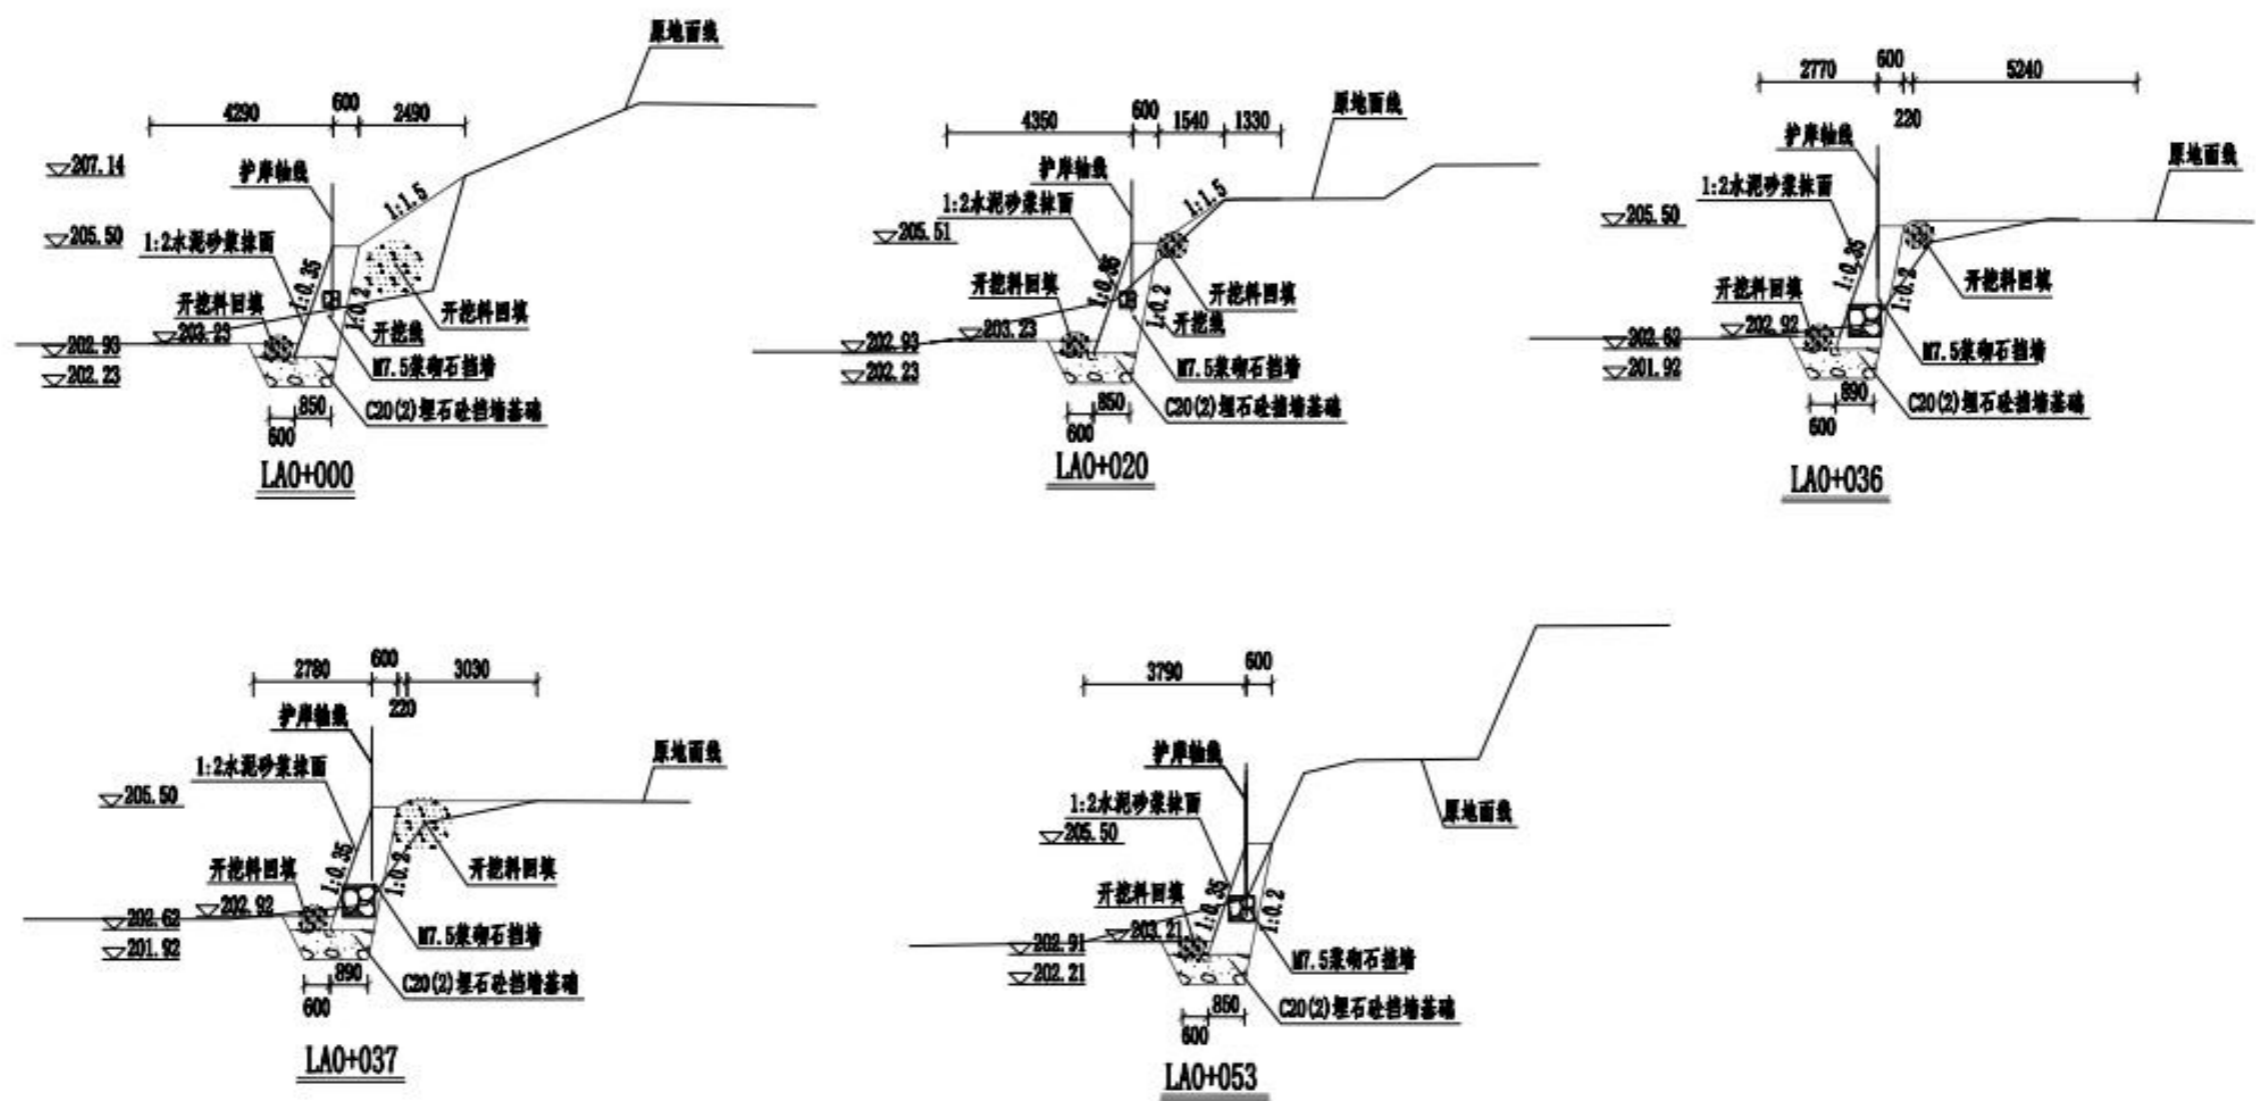 原地面线
4290
600
2490
207.14
护岸轴线
1:1.5
205.50
1:2水泥砂浆抹面
1:0.35
开挖料回填
1:0.2
开挖料回填
203.23
开挖线
202.93
M7.5浆砌石挡墙
202.23
850
C20(2)埋石砼挡墙基础
600
LA0+000
原地面线
4350
600
1540
1330
护岸轴线
1:1.5
1:2水泥砂浆抹面
205.51
1:0.35
开挖料回填
1:0.2
开挖料回填
开挖线
203.23
202.93
M7.5浆砌石挡墙
202.23
850
C20(2)埋石砼挡墙基础
600
LA0+020
2770
600
5240
220
护岸轴线
原地面线
1:2水泥砂浆抹面
205.50
1:0.35
开挖料回填
1:0.2
开挖料回填
202.92
202.62
M7.5浆砌石挡墙
201.92
890
C20(2)埋石砼挡墙基础
600
LA0+036
2780
600
3030
220
护岸轴线
原地面线
1:2水泥砂浆抹面
205.50
1:0.35
1:0.2
开挖料回填
开挖料回填
202.92
202.62
M7.5浆砌石挡墙
201.92
890
C20(2)埋石砼挡墙基础
600
LA0+037
3790
600
护岸轴线
1:2水泥砂浆抹面
原地面线
205.50
开挖料回填
1:0.35
1:0.2
203.21
202.91
M7.5浆砌石挡墙
202.21
850
C20(2)埋石砼挡墙基础
600
LA0+053